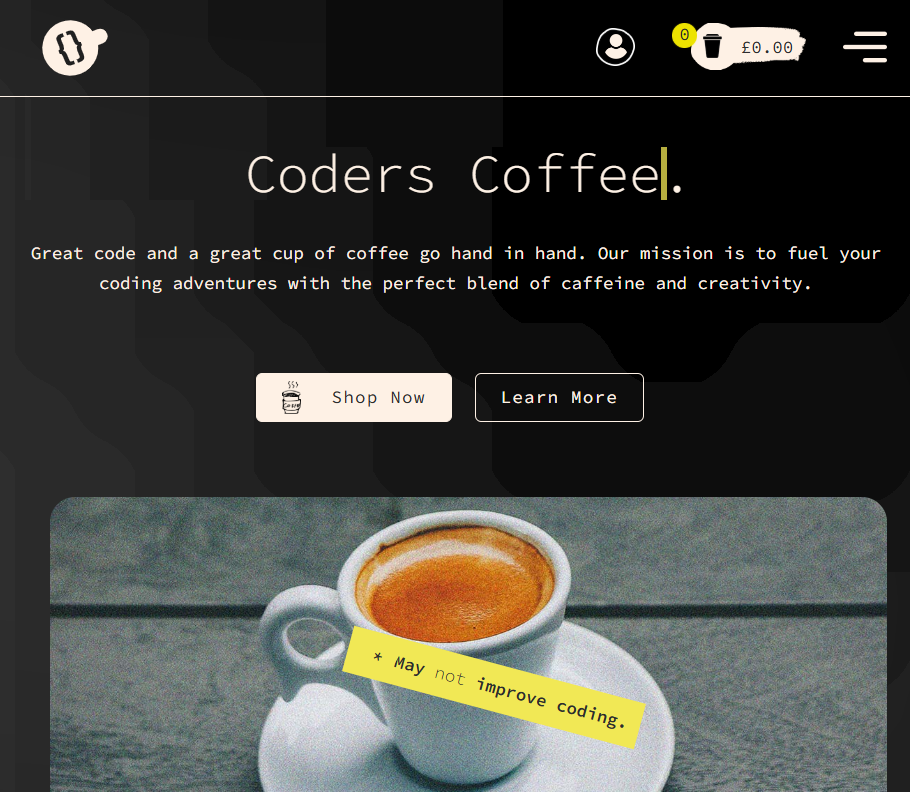 {}
0
£0.00
Coders Coffee.
Great code and a great cup of coffee go hand in hand. Our mission is to fuel your
coding adventures with the perfect blend of caffeine and creativity.
Shop Now
Learn More
* May not improve coding.